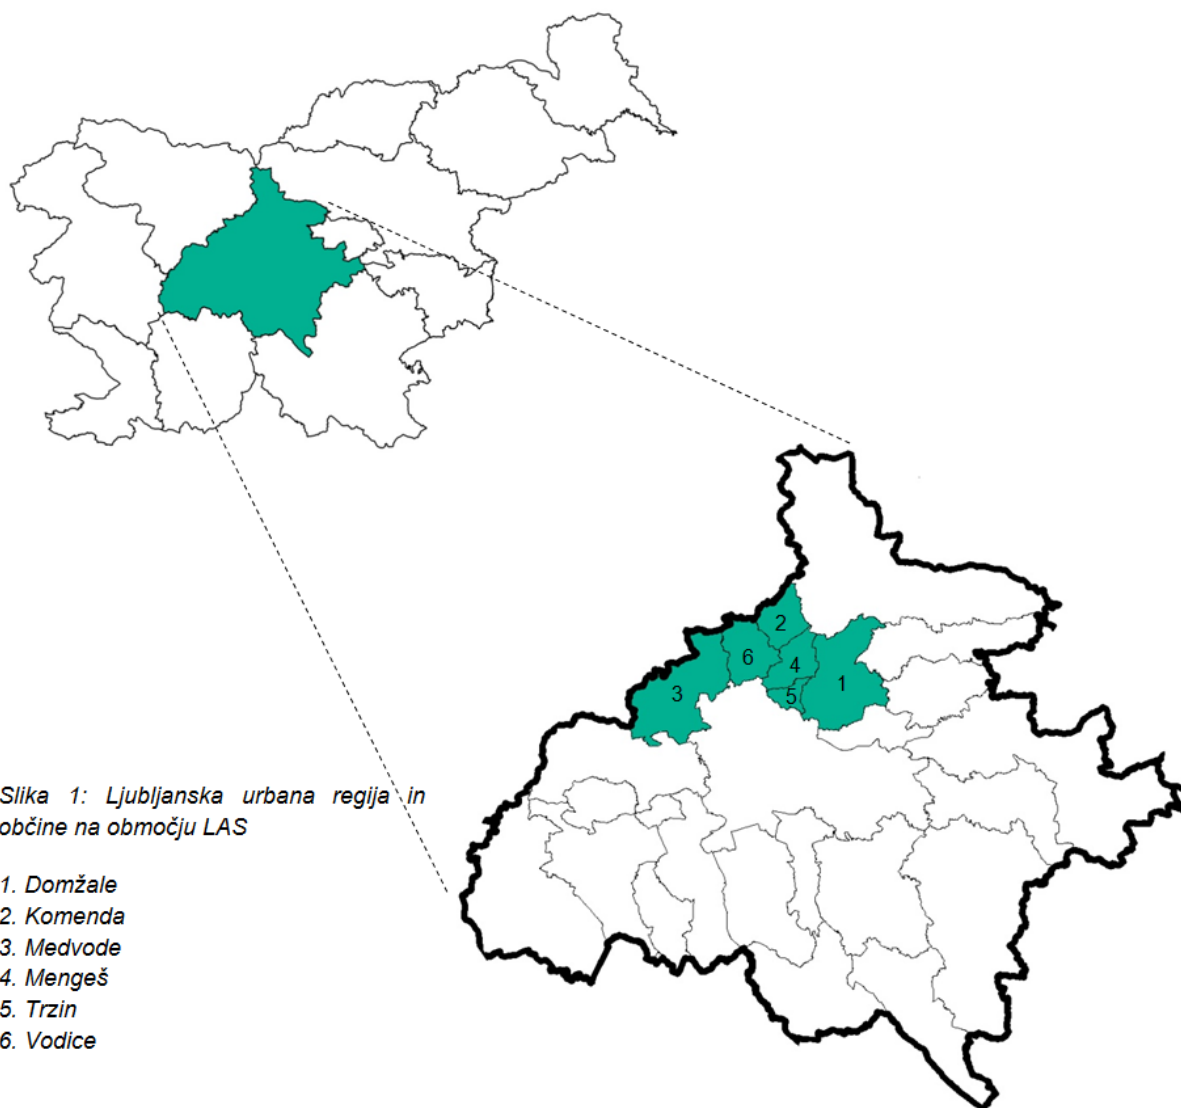 2
6
4
3
1
5
Slika 1: Ljubljanska urbana regija in
občine na območju LAS
1. Domžale
2. Komenda
3. Medvode
4. Mengeš
5. Trzin
6. Vodice